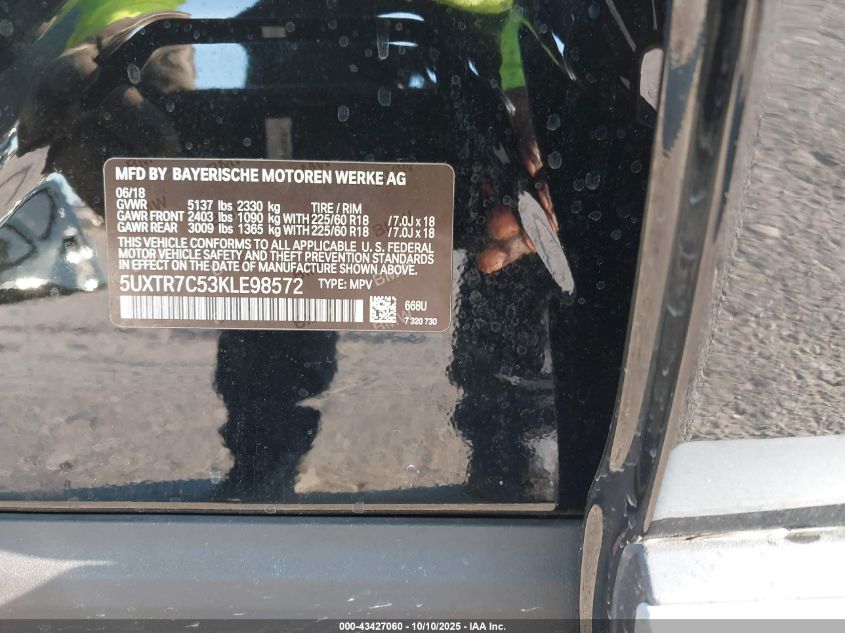 MFD BY BAYERISCHE MOTOREN WERKE AG
06/18
GVWR 5137 lbs 2330 kg TIRE / RIM
GAWR FRONT 2403 lbs 1090 kg WITH 225/60 R18 / 7.0J x 18
GAWR REAR 3009 lbs 1365 kg WITH 225/60 R18 / 7.0J x 18
THIS VEHICLE CONFORMS TO ALL APPLICABLE U. S. FEDERAL
MOTOR VEHICLE SAFETY AND THEFT PREVENTION STANDARDS
IN EFFECT ON THE DATE OF MANUFACTURE SHOWN ABOVE.
5UXTR7C53KLE98572 TYPE: MPV
668U
7 320 730
000-43427060 - 10/10/2025 - IAA Inc.